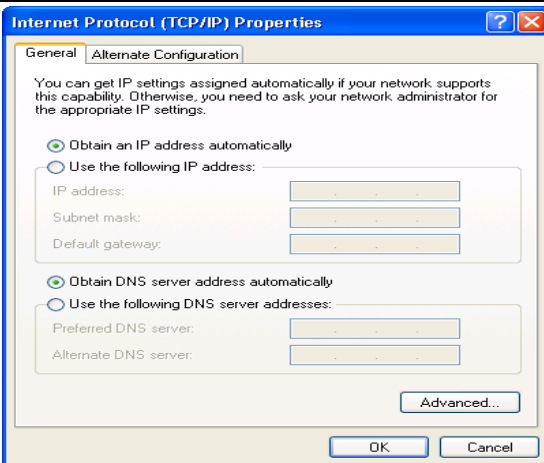 Internet Protocol (TCP/IP) Properties
General
Alternate Configuration
You can get IP settings assigned automatically if your network supports
this capability. Otherwise, you need to ask your network administrator for
the appropriate IP settings.
Obtain an IP address automatically
Use the following IP address:
IP address:
Subnet mask:
Default gateway:
Obtain DNS server address automatically
Use the following DNS server addresses:
Preferred DNS server:
Alternate DNS server:
Advanced...
OK
Cancel